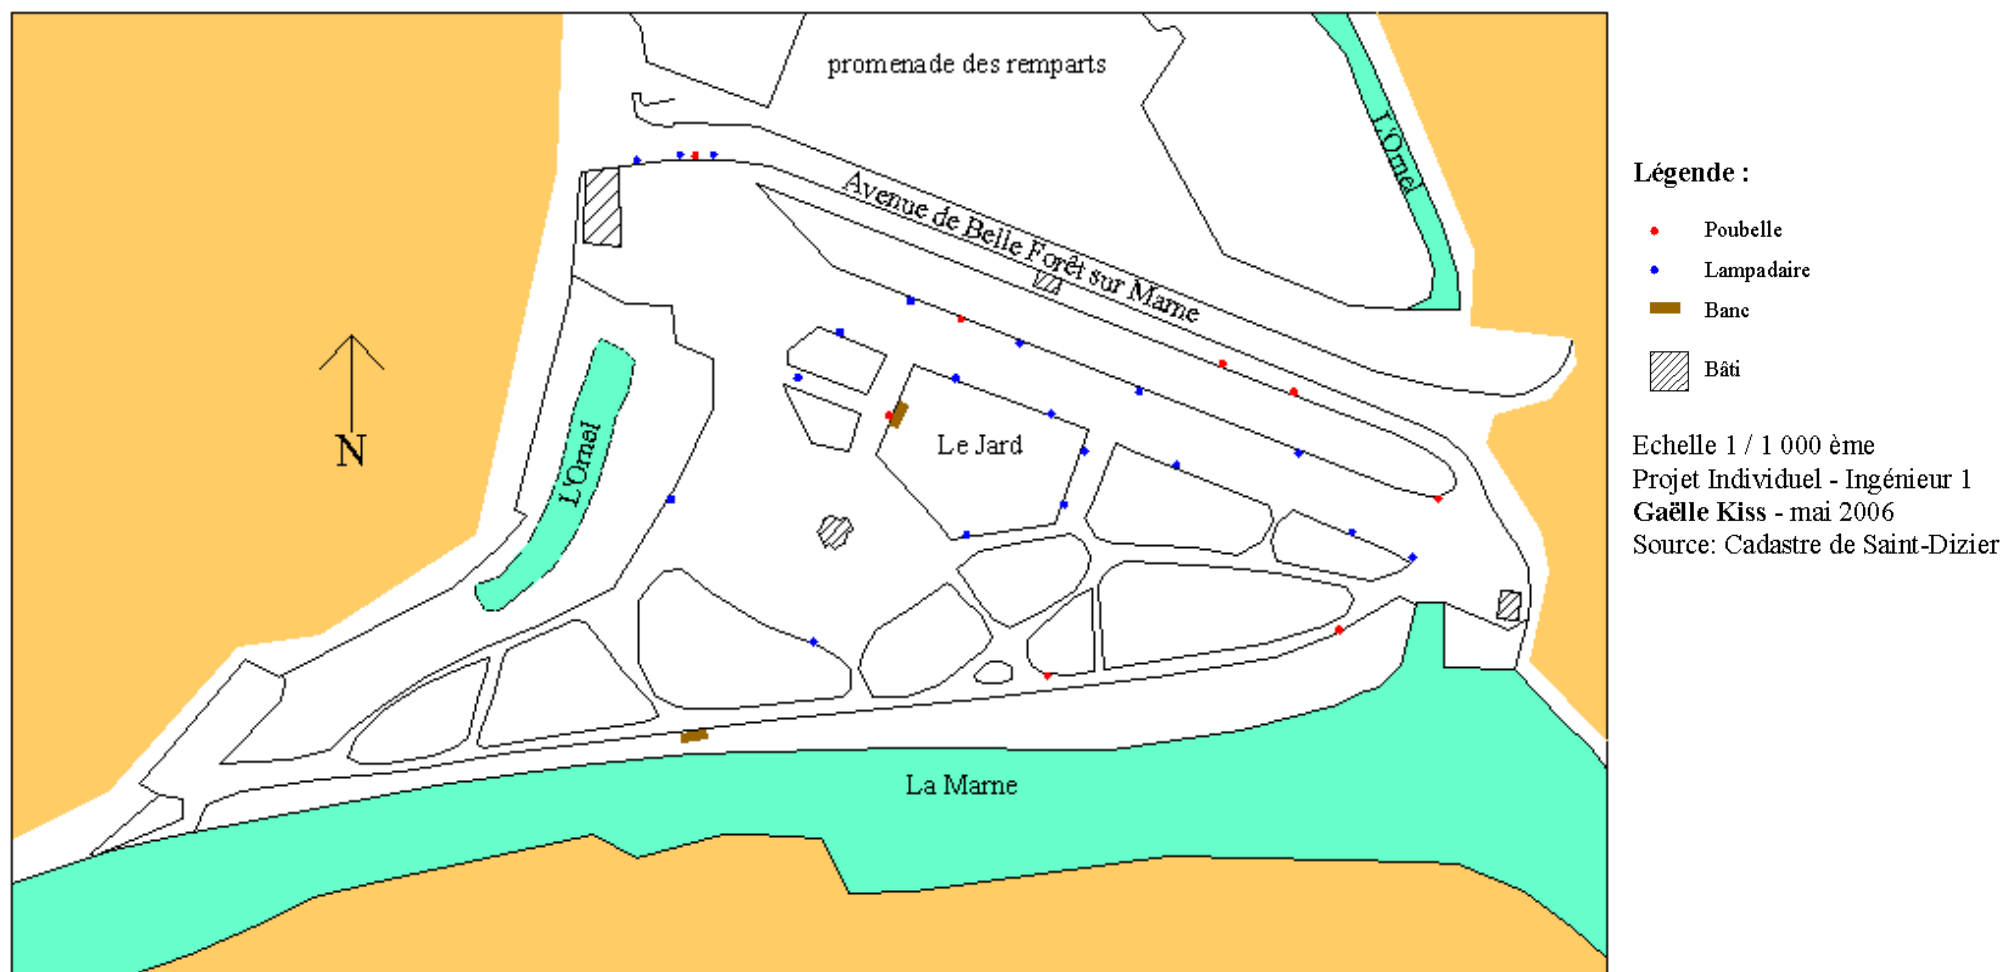 promenade des remparts
L'Ornel
Avenue de Belle Forêt sur Marne
N
L'Ornel
Le Jard
La Marne
Légende :
Poubelle
Lampadaire
Banc
Bâti
Echelle 1 / 1 000 ème
Projet Individuel - Ingénieur 1
Gaëlle Kiss - mai 2006
Source: Cadastre de Saint-Dizier